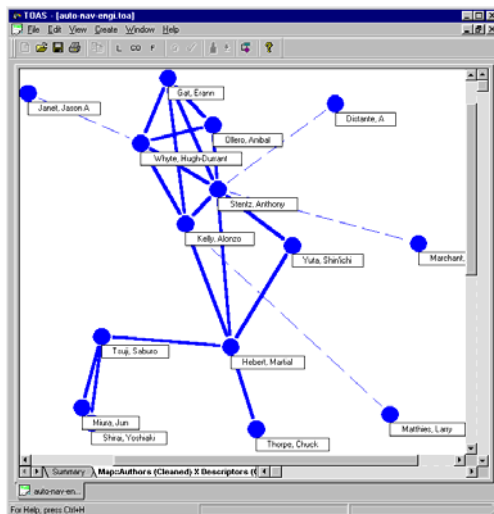 TOAS - [auto-nav-engi.toa]
File Edit View Create Window Help
L CO F
Gat, Erann
Janet, Jason A
Distante, A
Ollero, Anibal
Whyte, Hugh-Durrant
Stentz, Anthony
Kelly, Alonzo
Yuta, Shin'ichi
Marchant,
Tsuji, Saburo
Hebert, Martial
Miura, Jun
Matthies, Larry
Shirai, Yoshiaki
Thorpe, Chuck
Summary Map::Authors (Cleaned) X Descriptors (
auto-nav-en...
For Help, press Ctrl+H